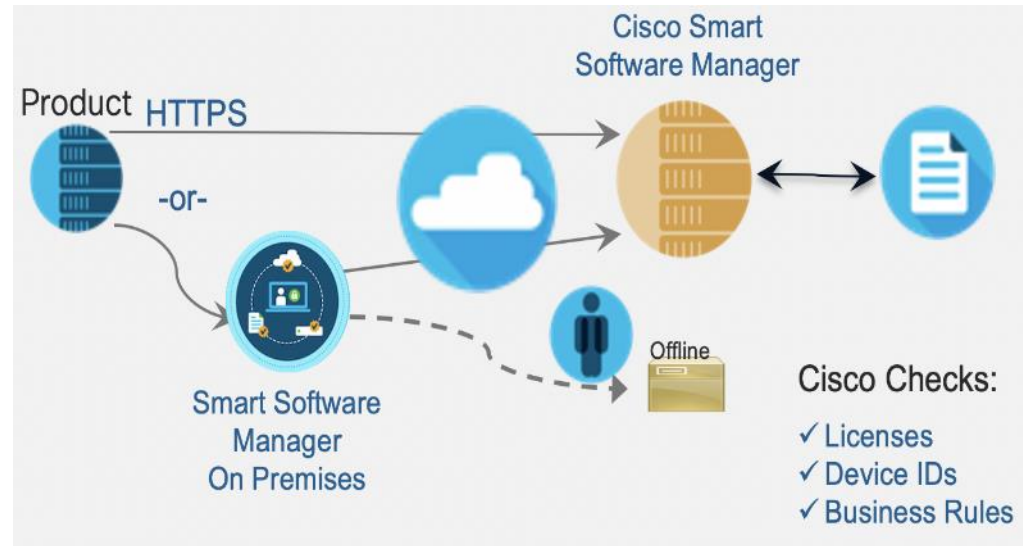 Cisco Smart
Software Manager
Product
HTTPS
-or-
Smart Software
Manager
On Premises
Offline
Cisco Checks:
✓ Licenses
✓ Device IDs
✓ Business Rules